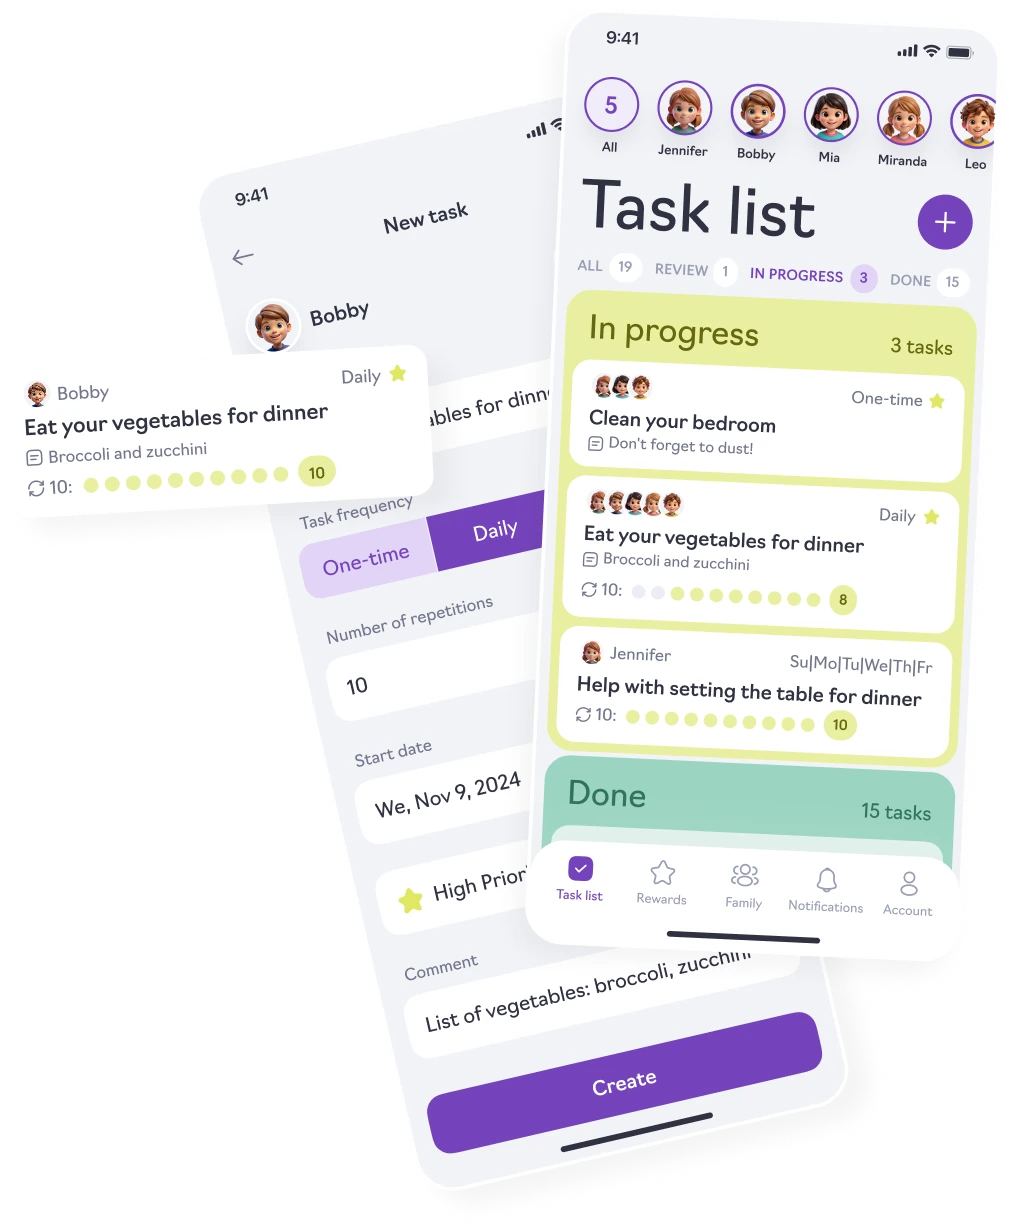 9:41
5
All
Jennifer
Bobby
Mia
Miranda
Leo
Task list
ALL 19 REVIEW 1 IN PROGRESS 3 DONE 15
In progress
3 tasks
One-time
Clean your bedroom
Don't forget to dust!
Daily
Eat your vegetables for dinner
Broccoli and zucchini
10: 8
Jennifer
Su|Mo|Tu|We|Th|Fr
Help with setting the table for dinner
10: 10
Done
15 tasks
Task list
Rewards
Family
Notifications
Account
9:41
New task
Bobby
Bobby
Daily
Eat your vegetables for dinner
Broccoli and zucchini
10: 10
for
Task frequency
One-time
Daily
Number of repetitions
10
Start date
We, Nov 9, 2024
High
Comment
List of vegetables: broccoli, zucchini
Create